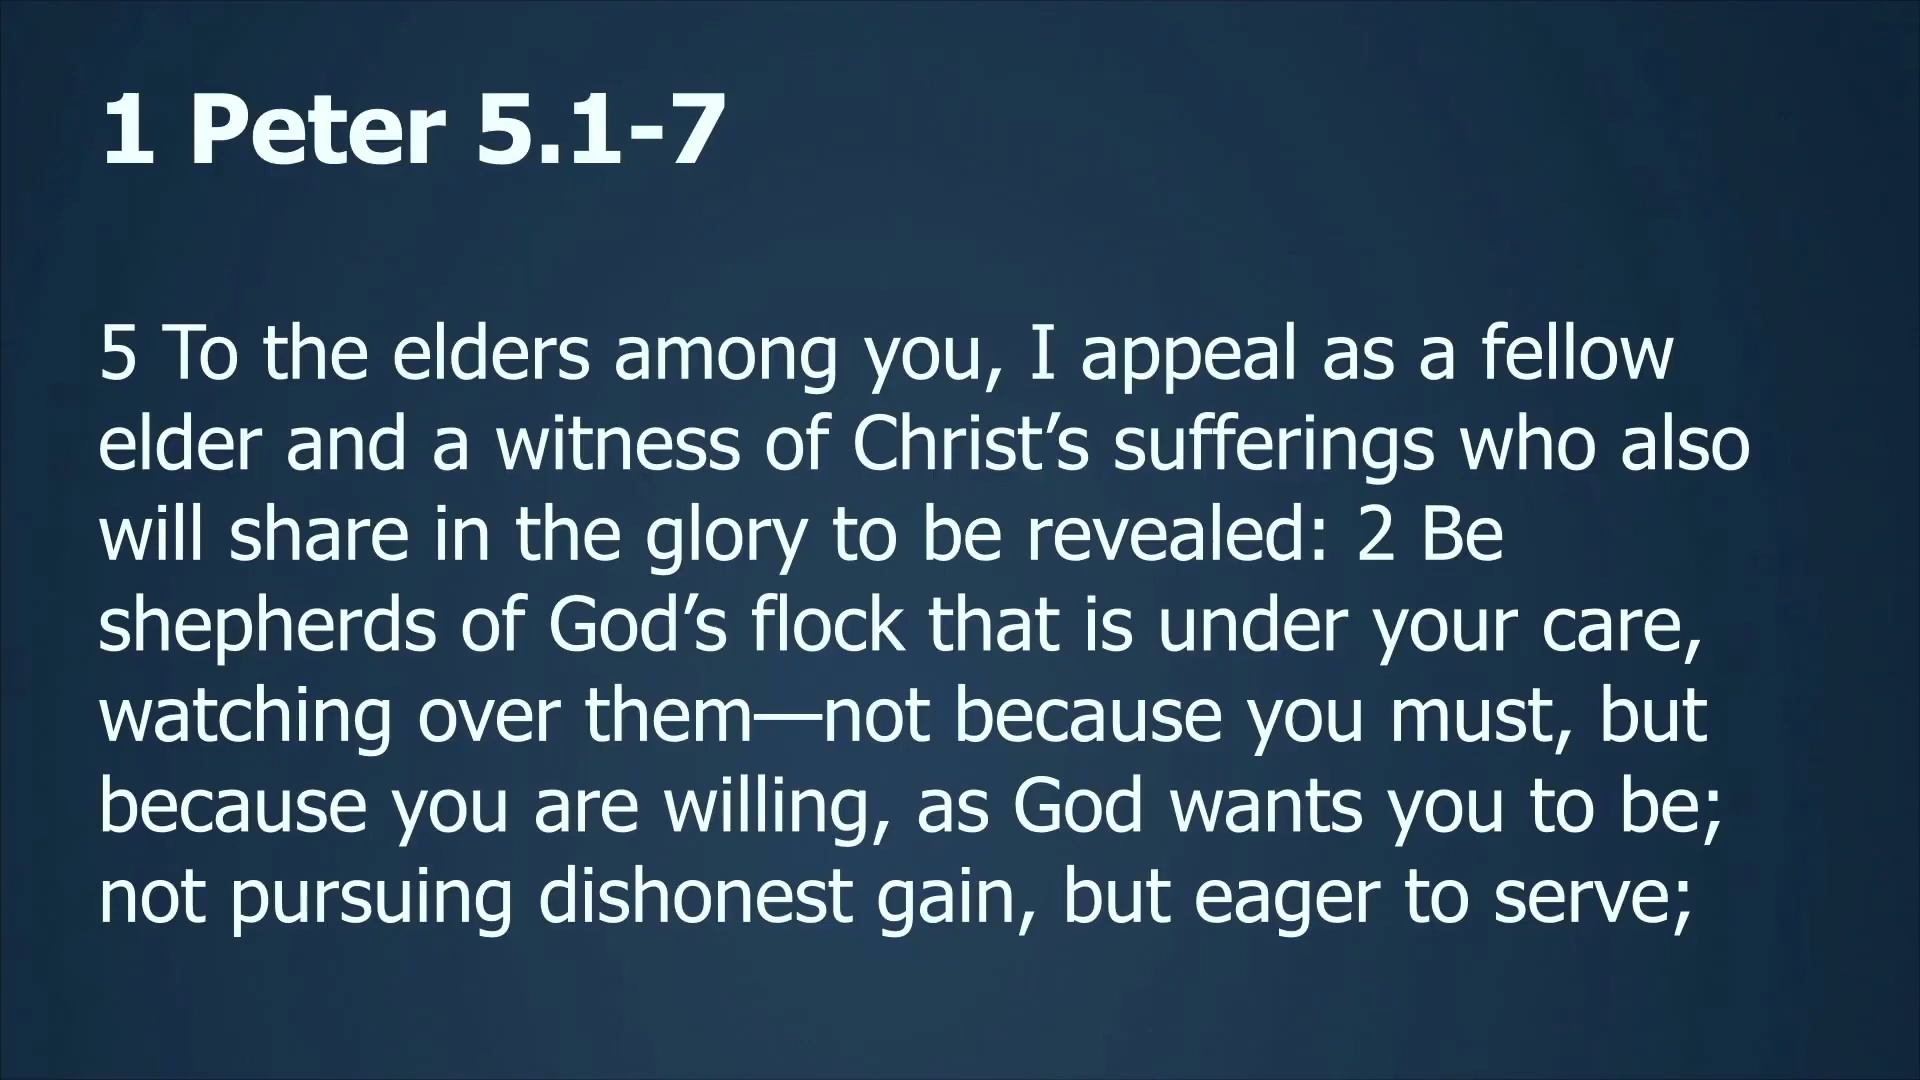 1 Peter 5.1-7
5 To the elders among you, I appeal as a fellow
elder and a witness of Christ’s sufferings who also
will share in the glory to be revealed: 2 Be
shepherds of God’s flock that is under your care,
watching over them—not because you must, but
because you are willing, as God wants you to be;
not pursuing dishonest gain, but eager to serve;